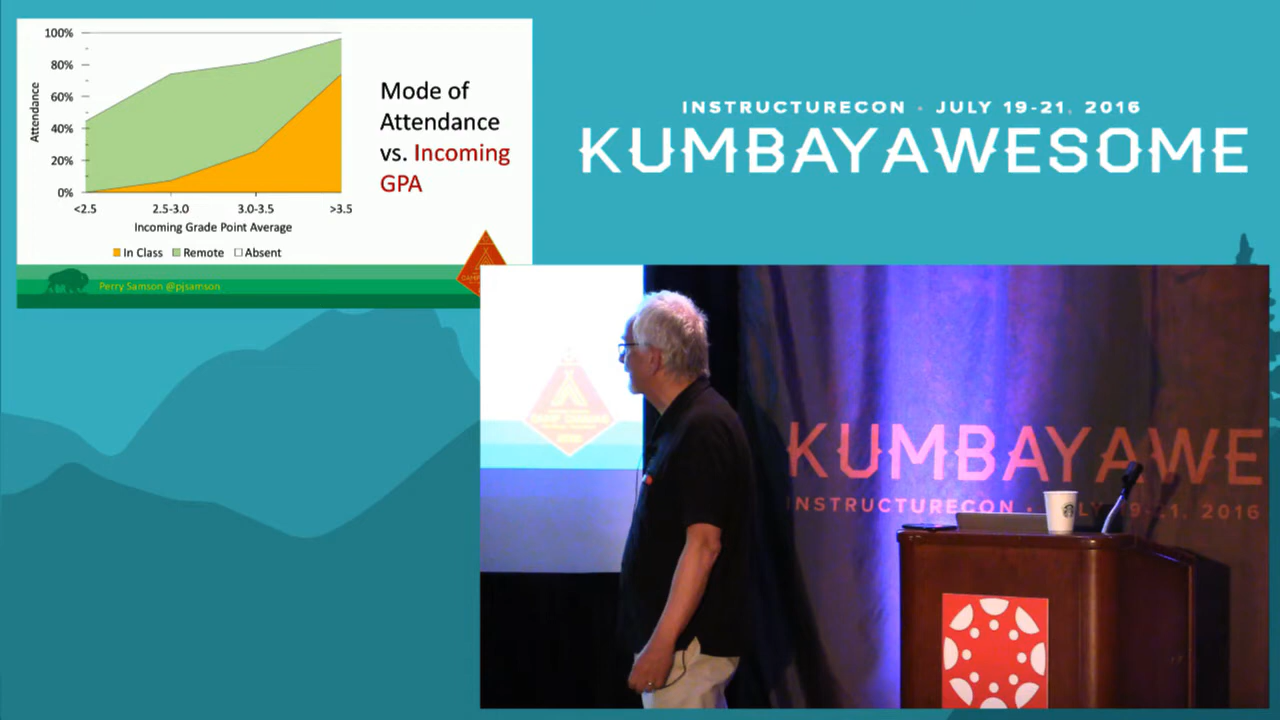 100%
80%
60%
40%
20%
0%
Attendance
<2.5
2.5-3.0
3.0-3.5
>3.5
Incoming Grade Point Average
In Class
Remote
Absent
Mode of
Attendance
vs. Incoming
GPA
Perry Samson @pjsamson
INSTRUCTURECON • JULY 19-21, 2016
KUMBAYAWESOME
KUMBAYAWE
INSTRUCTURECON •
LY 19-21, 2016